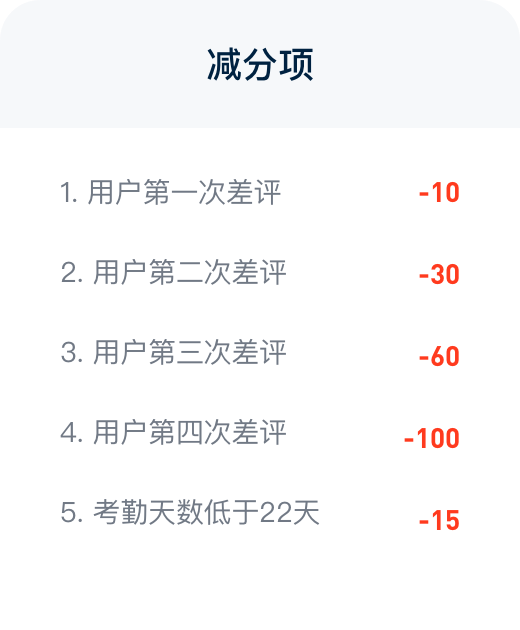 减分项
1. 用户第一次差评 -10
2. 用户第二次差评 -30
3. 用户第三次差评 -60
4. 用户第四次差评 -100
5. 考勤天数低于22天 -15